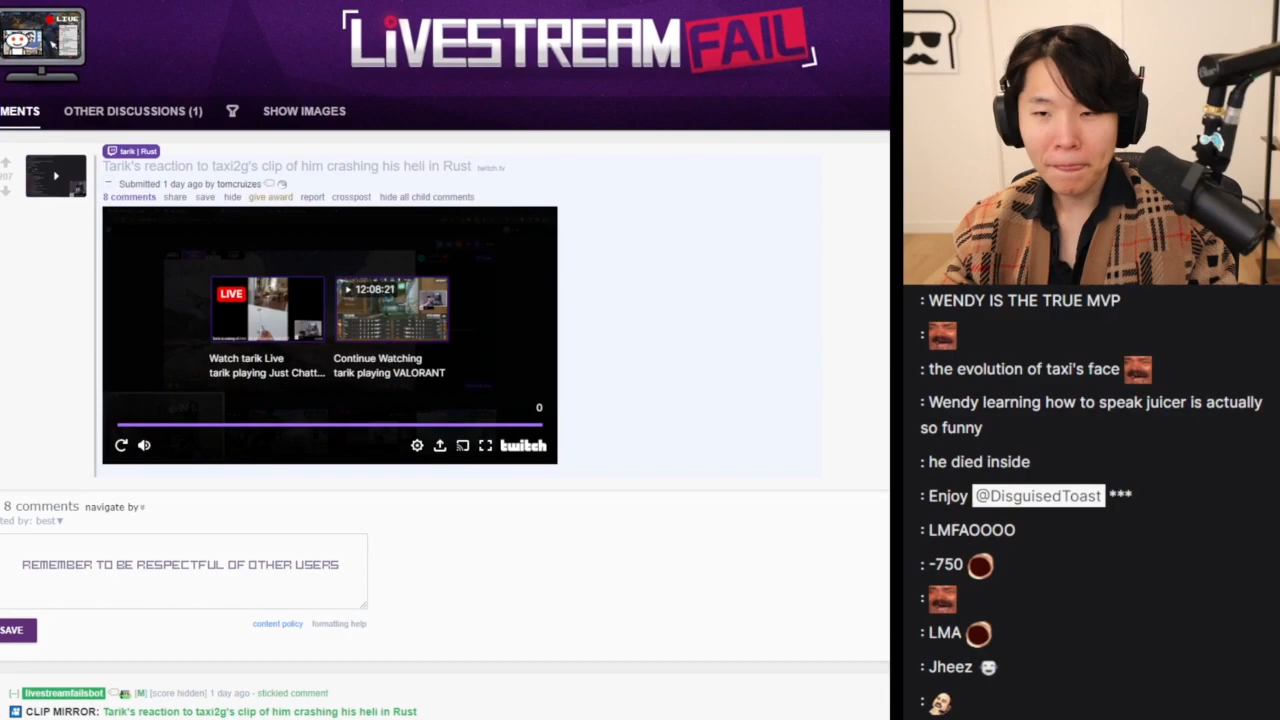 LIVE
LiVESTREAM FAIL
MENTS OTHER DISCUSSIONS (1) SHOW IMAGES
tarik | Rust
Tarik's reaction to taxi2g's clip of him crashing his heli in Rust twitch.tv
Submitted 1 day ago by tomcruizes
8 comments share save hide give award report crosspost hide all child comments
LIVE
12:08:21
Watch tarik Live
tarik playing Just Chatt...
Continue Watching
tarik playing VALORANT
0
twitch
8 comments navigate by
ted by: best▾
REMEMBER TO BE RESPECTFUL OF OTHER USERS
content policy formatting help
SAVE
[–] livestreamfailsbot [M] [score hidden] 1 day ago - stickied comment
CLIP MIRROR: Tarik's reaction to taxi2g's clip of him crashing his heli in Rust
: WENDY IS THE TRUE MVP
:
: the evolution of taxi's face
: Wendy learning how to speak juicer is actually
so funny
: he died inside
: Enjoy @DisguisedToast ***
: LMFAOOOO
: -750
:
: LMA
: Jheez
: